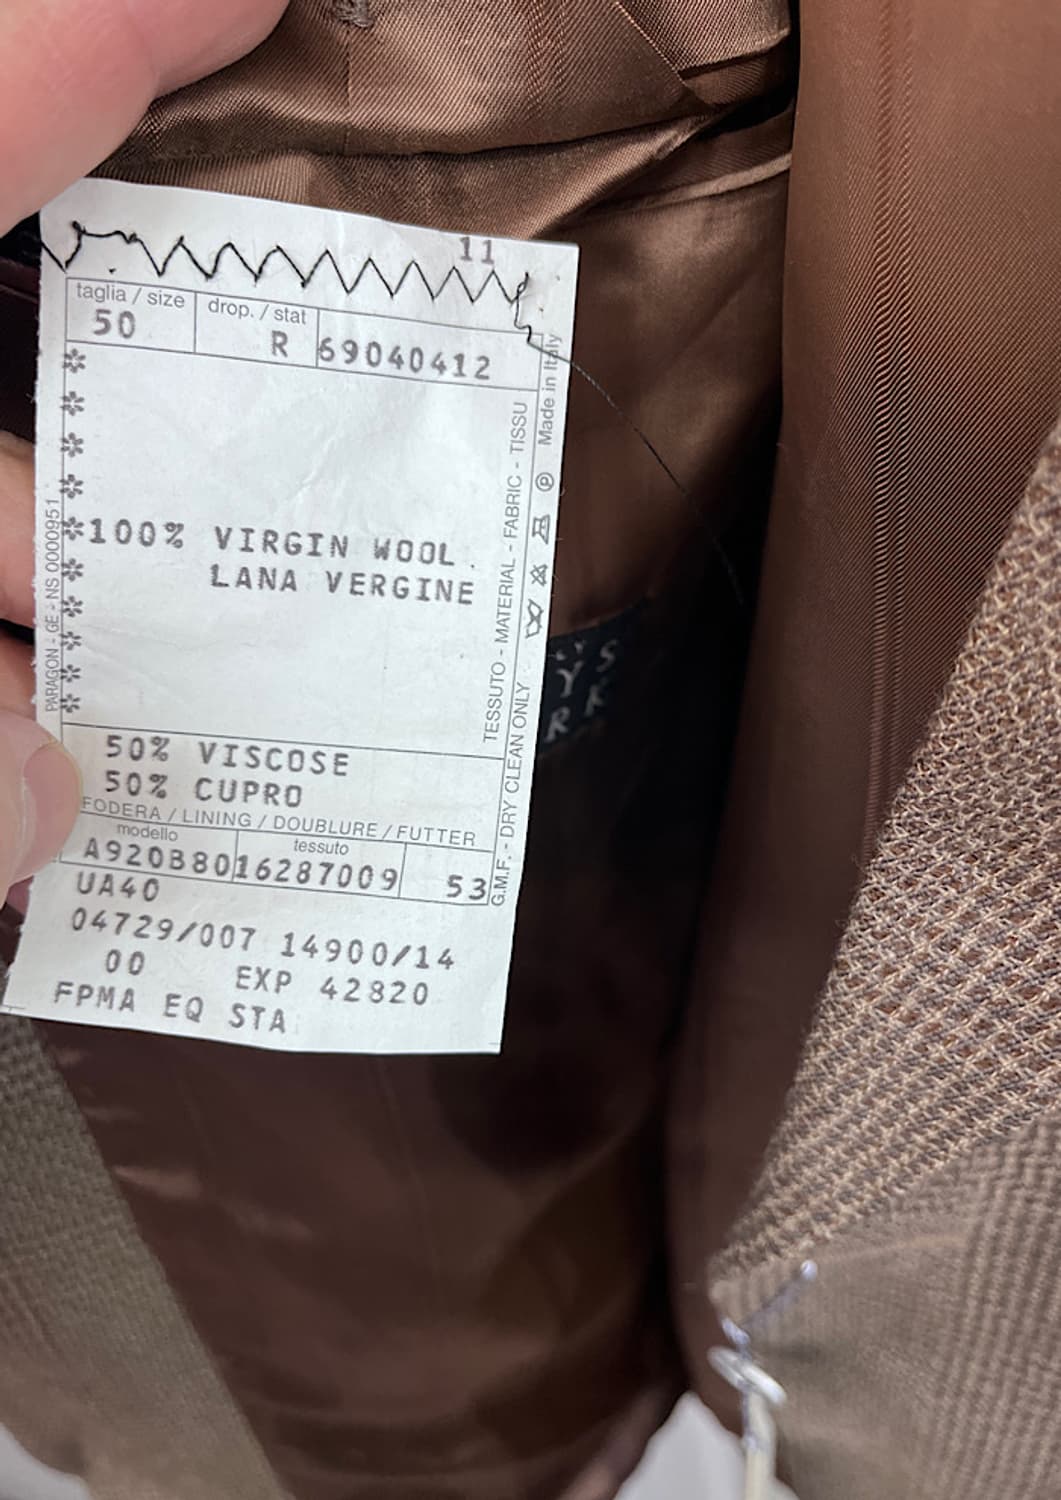 11
taglia / size
50
drop. / stat
R
69040412
100% VIRGIN WOOL
LANA VERGINE
50% VISCOSE
50% CUPRO
FODERA / LINING / DOUBLURE / FUTTER
modello
A920B80
tessuto
16287009
53
UA40
04729/007 14900/14
00 EXP 42820
FPMA EQ STA
PARAGON - GE - NS 0000951
TESSUTO - MATERIAL - FABRIC - TISSU
G.M.F. - DRY CLEAN ONLY
Made in Italy